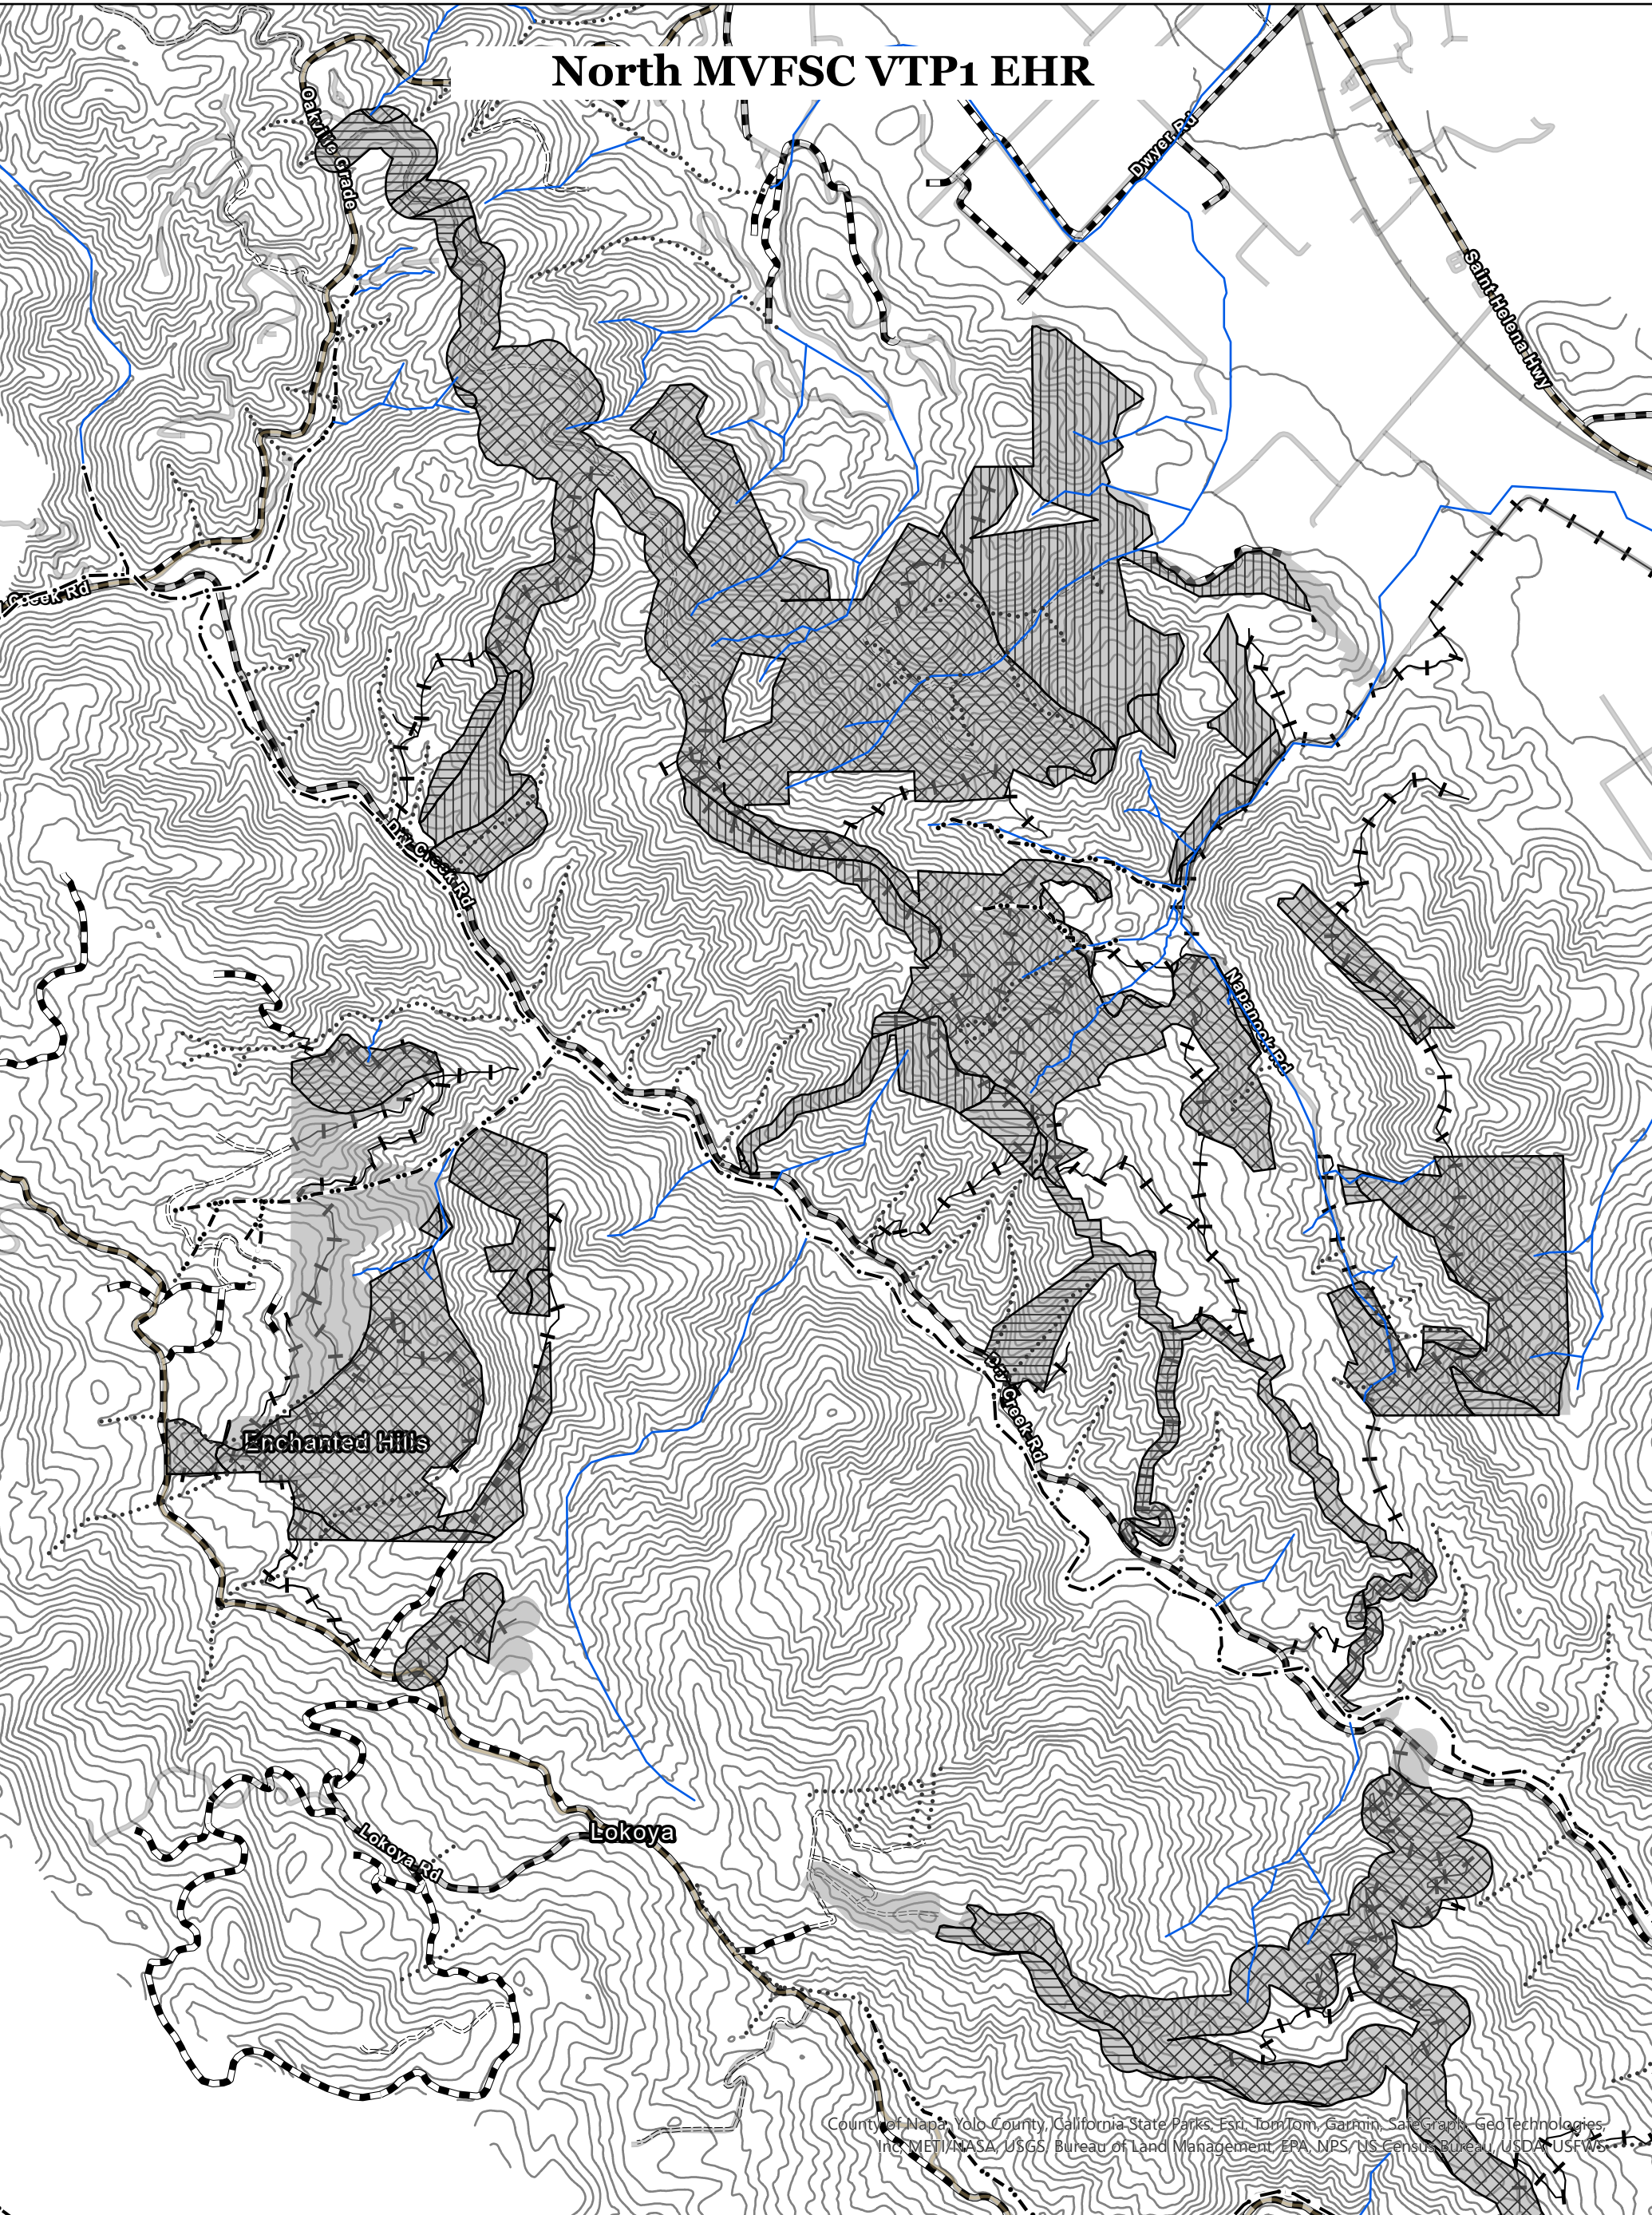 North MVFSC VTP1 EHR
Oakville Grade
Dwyer Rd
Saint Helena Hwy
Creek Rd
Dry Creek Rd
Napanook Rd
Dry Creek Rd
Enchanted Hills
Lokoya
Lokoya Rd
County of Napa, Yolo County, California State Parks, Esri, TomTom, Garmin, SafeGraph, GeoTechnologies,
Inc, METI/NASA, USGS, Bureau of Land Management, EPA, NPS, US Census Bureau, USDA, USFWS